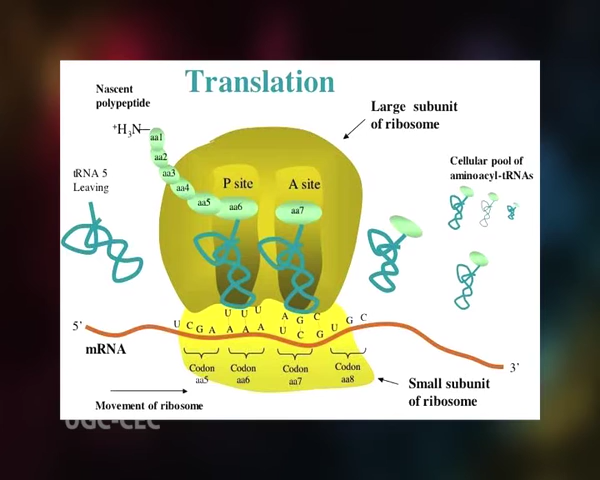 Translation
Nascent
polypeptide
⁺H₃N
aa1
aa2
aa3
aa4
aa5
aa6
aa7
P site
A site
Large subunit
of ribosome
Cellular pool of
aminoacyl-tRNAs
tRNA 5
Leaving
U U U
A G C
5’
U C G A A A A U C G U G C
mRNA
3’
Codon
aa5
Codon
aa6
Codon
aa7
Codon
aa8
Small subunit
of ribosome
Movement of ribosome
UGC-CEC